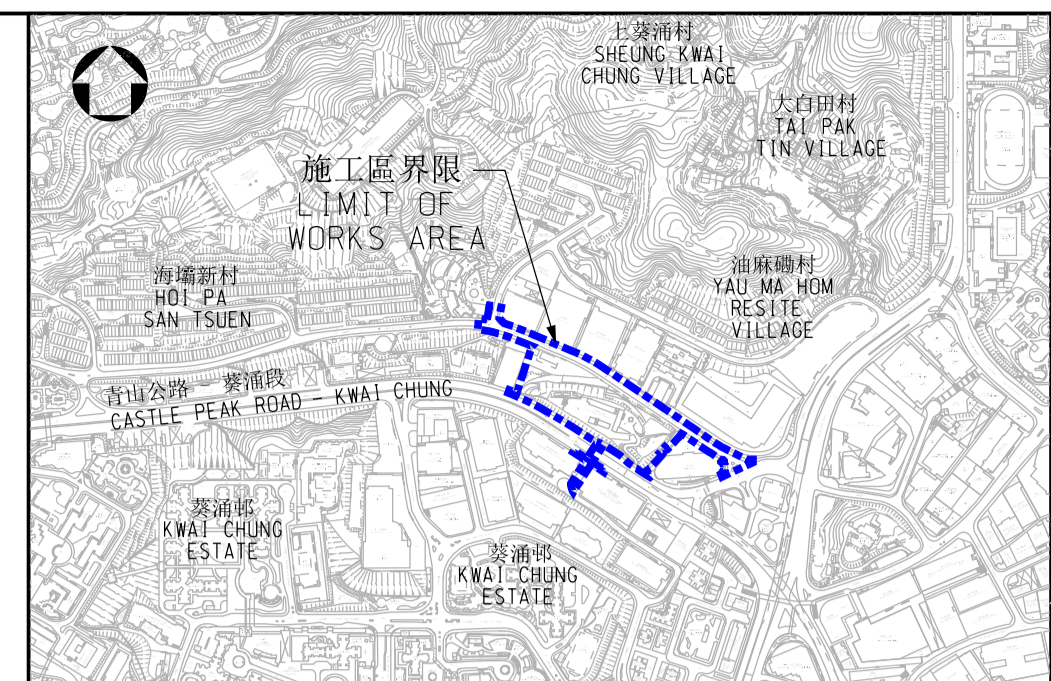 上葵涌村
SHEUNG KWAI
CHUNG VILLAGE
大白田村
TAI PAK
TIN VILLAGE
施工區界限
LIMIT OF
WORKS AREA
海壩新村
HOI PA
SAN TSUEN
油麻磡村
YAU MA HOM
RESITE
VILLAGE
青山公路 - 葵涌段
CASTLE PEAK ROAD - KWAI CHUNG
葵涌邨
KWAI CHUNG
ESTATE
葵涌邨
KWAI CHUNG
ESTATE